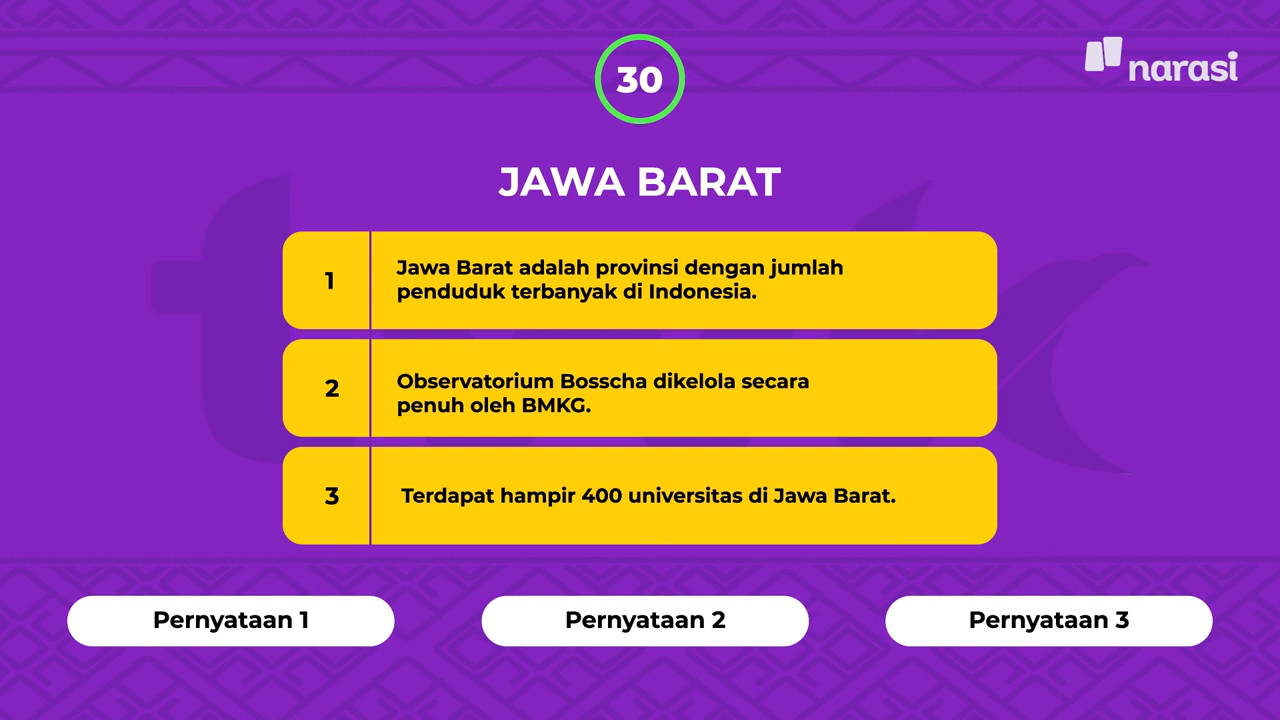 30
narasi
JAWA BARAT
1
Jawa Barat adalah provinsi dengan jumlah
penduduk terbanyak di Indonesia.
2
Observatorium Bosscha dikelola secara
penuh oleh BMKG.
3
Terdapat hampir 400 universitas di Jawa Barat.
Pernyataan 1
Pernyataan 2
Pernyataan 3